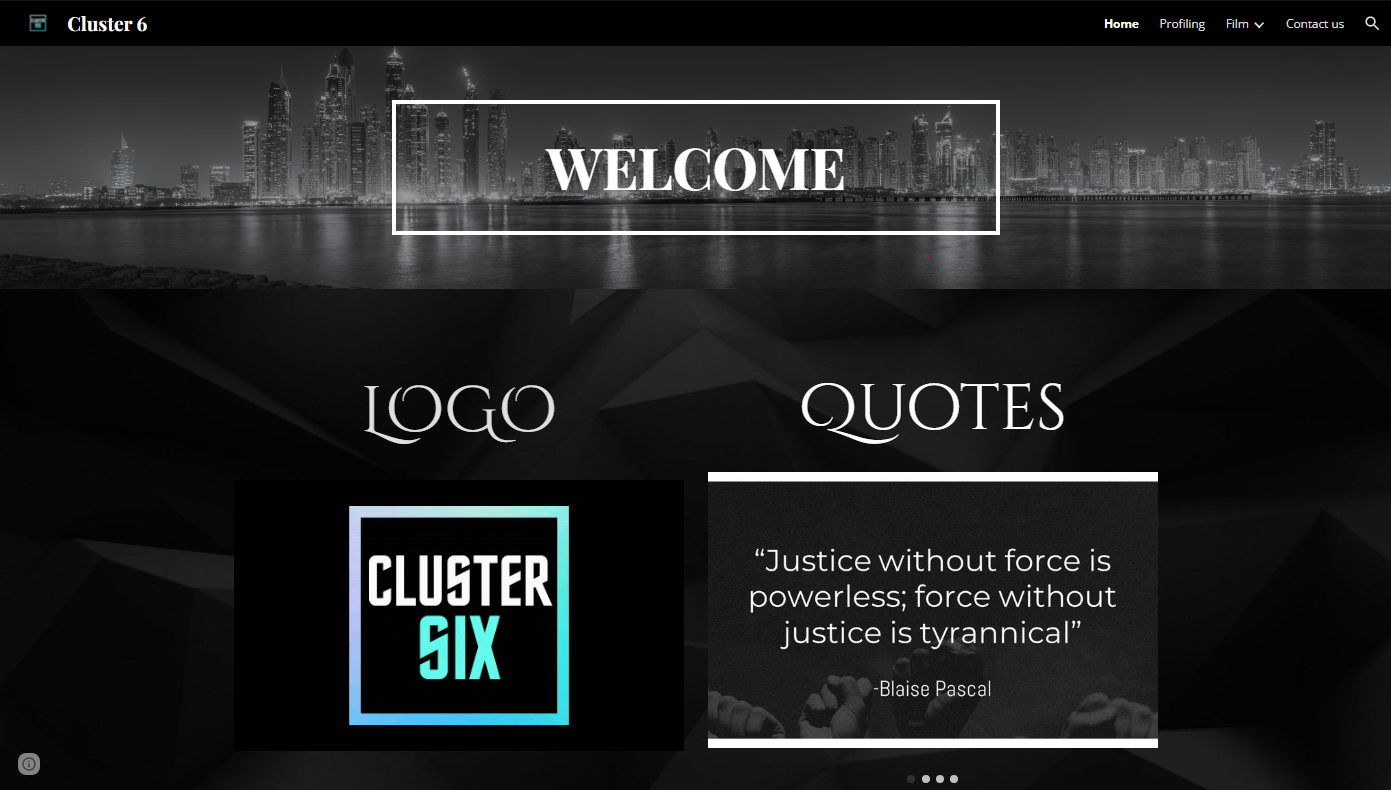 Cluster 6
Home Profiling Film Contact us
WELCOME
LOGO
QUOTES
CLUSTER
SIX
“Justice without force is
powerless; force without
justice is tyrannical”
-Blaise Pascal